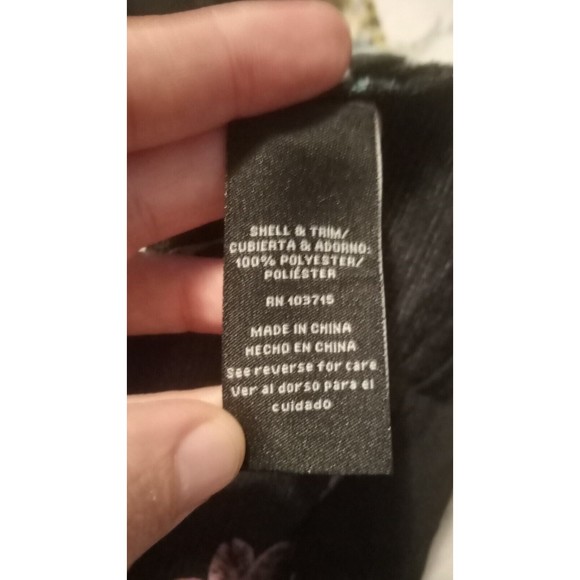 SHELL & TRIM/
CUBIERTA & ADORNO:
100% POLYESTER/
POLIÉSTER
RN 103715
MADE IN CHINA
HECHO EN CHINA
See reverse for care
Ver al dorso para el
cuidado